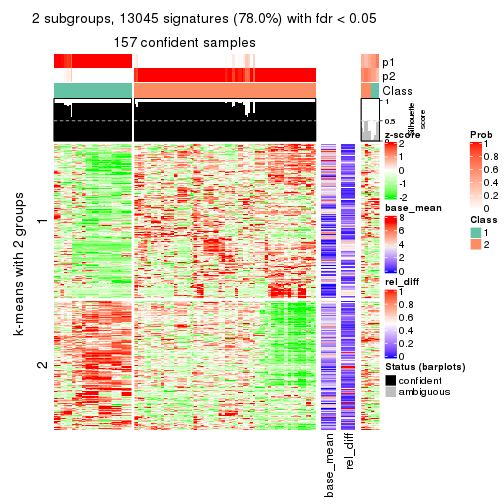 2 subgroups, 13045 signatures (78.0%) with fdr < 0.05
157 confident samples
p1
p2
Class
1
0.5
0
Silhouette
score
k-means with 2 groups
1
2
base_mean
rel_diff
z-score
2
1
0
-1
-2
base_mean
8
6
4
2
0
rel_diff
1
0.8
0.6
0.4
0.2
0
Status (barplots)
confident
ambiguous
Prob
1
0.8
0.6
0.4
0.2
0
Class
1
2